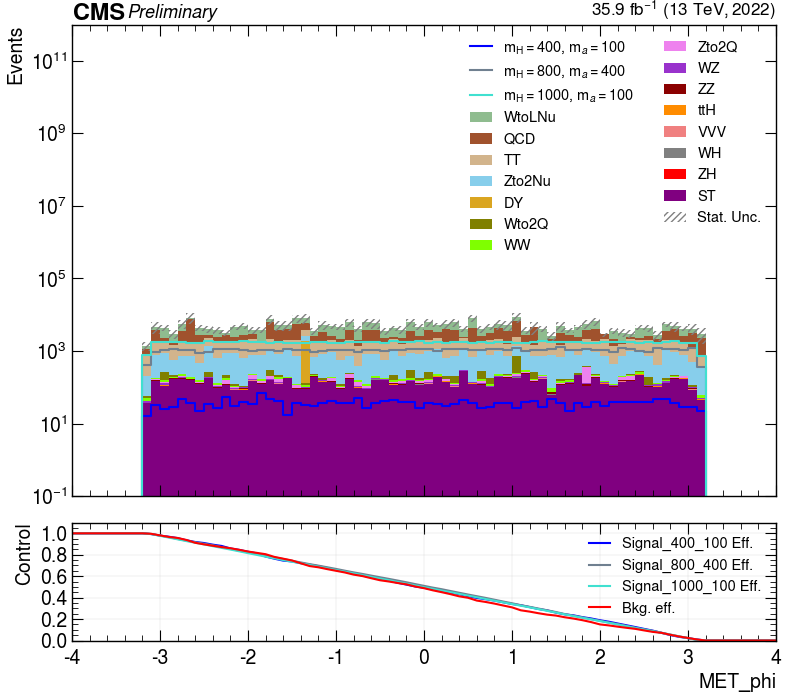 CMS Preliminary
35.9 fb⁻¹ (13 TeV, 2022)
Events
10¹¹
10⁹
10⁷
10⁵
10³
10¹
10⁻¹
m_H = 400, m_a = 100
m_H = 800, m_a = 400
m_H = 1000, m_a = 100
WtoLNu
QCD
TT
Zto2Nu
DY
Wto2Q
WW
Zto2Q
WZ
ZZ
ttH
VVV
WH
ZH
ST
Stat. Unc.
Control
1.0
0.8
0.6
0.4
0.2
0.0
Signal_400_100 Eff.
Signal_800_400 Eff.
Signal_1000_100 Eff.
Bkg. eff.
-4 -3 -2 -1 0 1 2 3 4
MET_phi